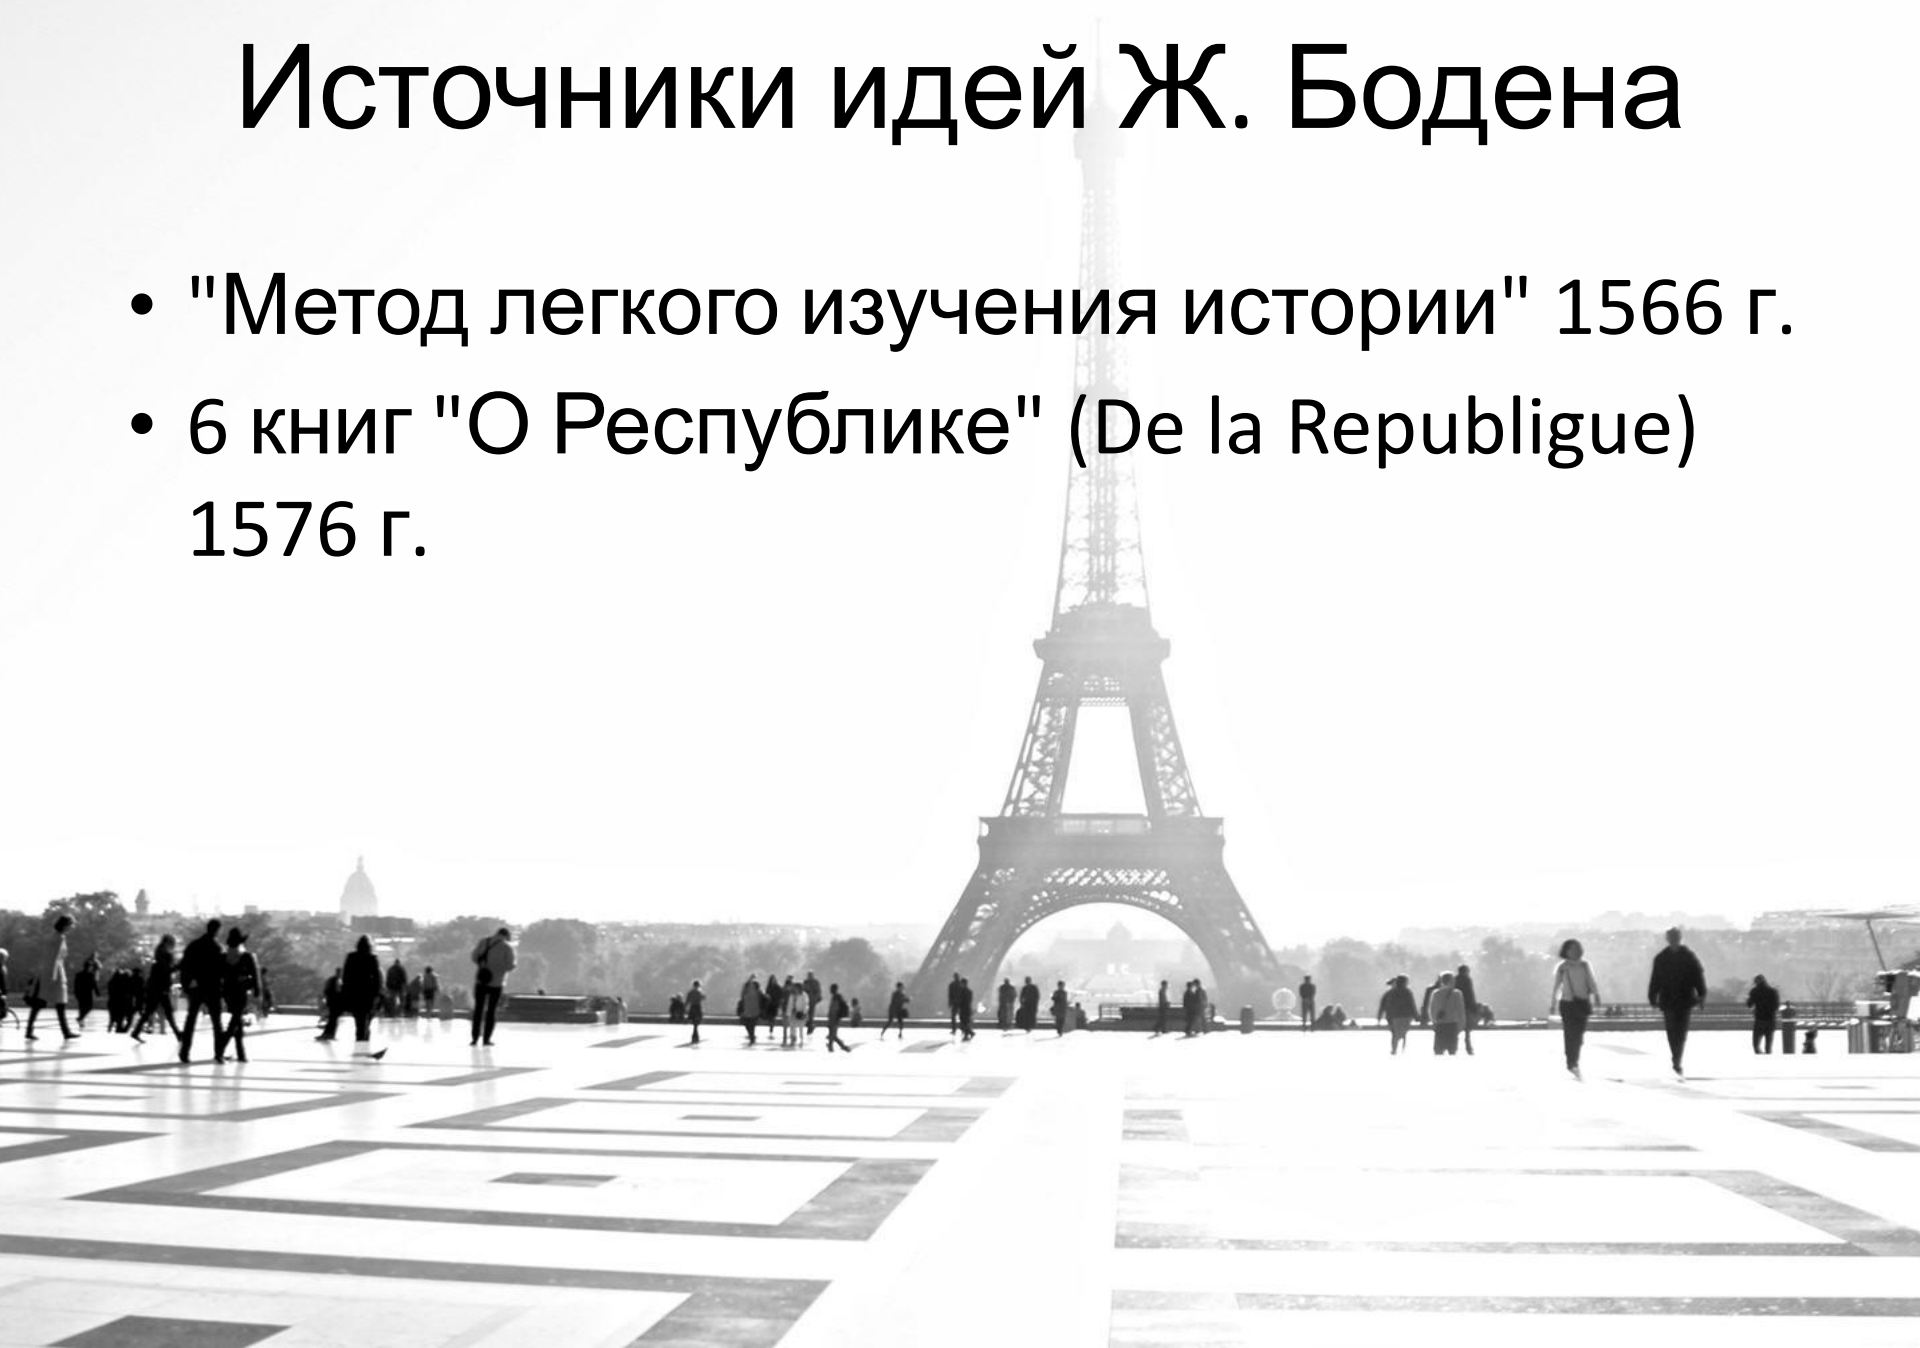 Источники идей Ж. Бодена
• "Метод легкого изучения истории" 1566 г.
• 6 книг "О Республике" (De la Republigue)
1576 г.